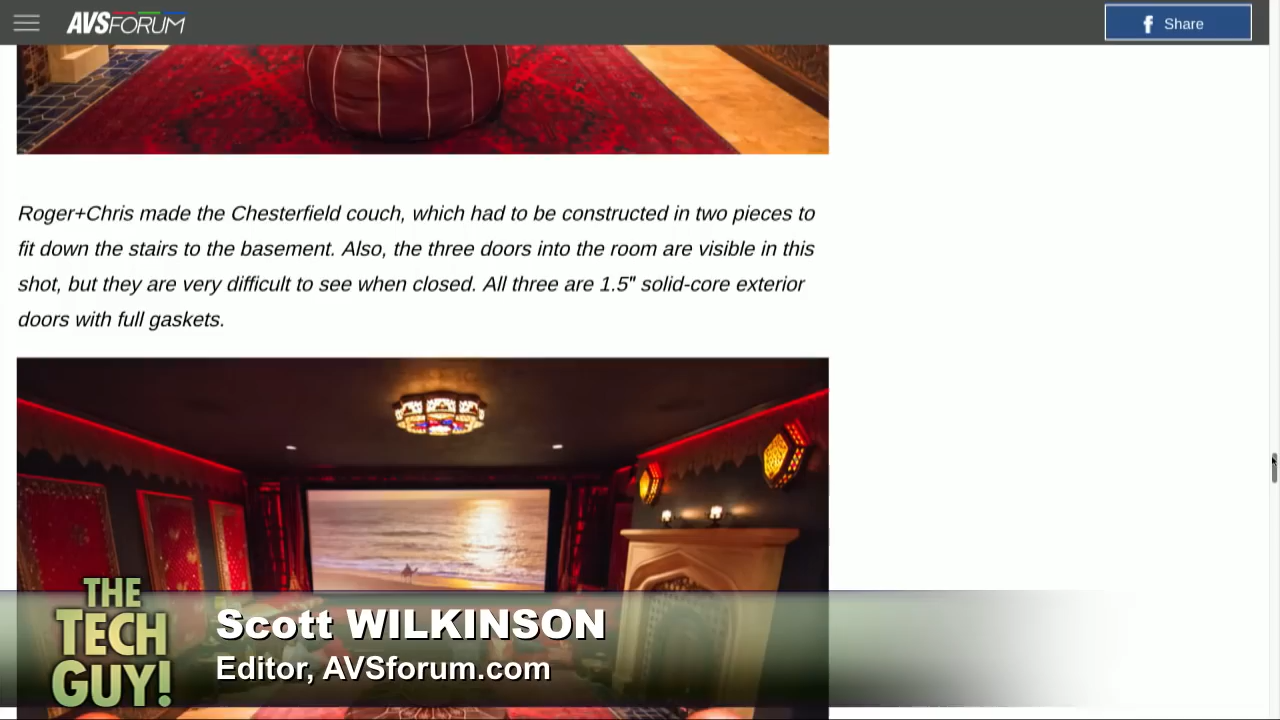 AVSFORUM
Share
Roger+Chris made the Chesterfield couch, which had to be constructed in two pieces to
fit down the stairs to the basement. Also, the three doors into the room are visible in this
shot, but they are very difficult to see when closed. All three are 1.5" solid-core exterior
doors with full gaskets.
THE
TECH
GUY!
Scott WILKINSON
Editor, AVSforum.com